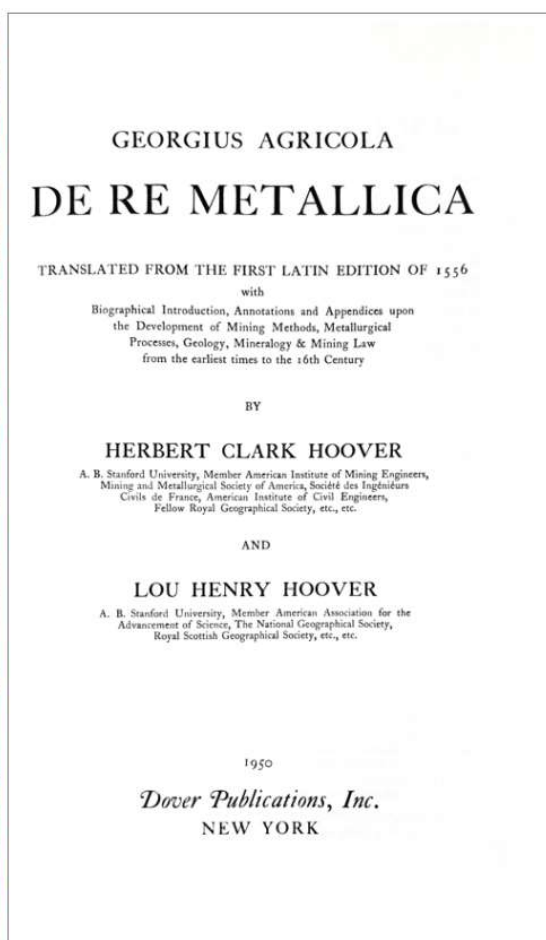 GEORGIUS AGRICOLA
DE RE METALLICA
TRANSLATED FROM THE FIRST LATIN EDITION OF 1556
with
Biographical Introduction, Annotations and Appendices upon
the Development of Mining Methods, Metallurgical
Processes, Geology, Mineralogy & Mining Law
from the earliest times to the 16th Century
BY
HERBERT CLARK HOOVER
A. B. Stanford University, Member American Institute of Mining Engineers,
Mining and Metallurgical Society of America, Société des Ingéniéurs
Civils de France, American Institute of Civil Engineers,
Fellow Royal Geographical Society, etc., etc.
AND
LOU HENRY HOOVER
A. B. Stanford University, Member American Association for the
Advancement of Science, The National Geographical Society,
Royal Scottish Geographical Society, etc., etc.
1950
Dover Publications, Inc.
NEW YORK